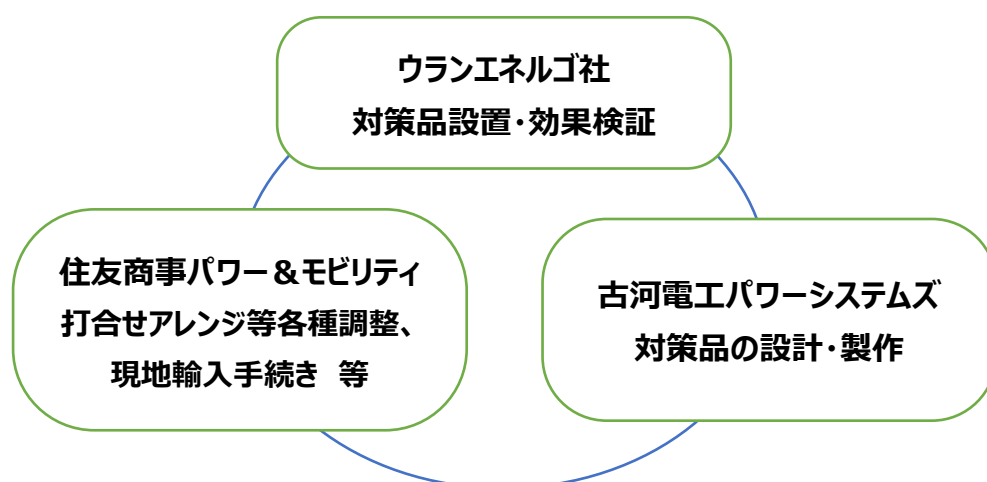 ウランエネルゴ社
対策品設置・効果検証
住友商事パワー＆モビリティ
打合せアレンジ等各種調整、
現地輸入手続き　等
古河電工パワーシステムズ
対策品の設計・製作